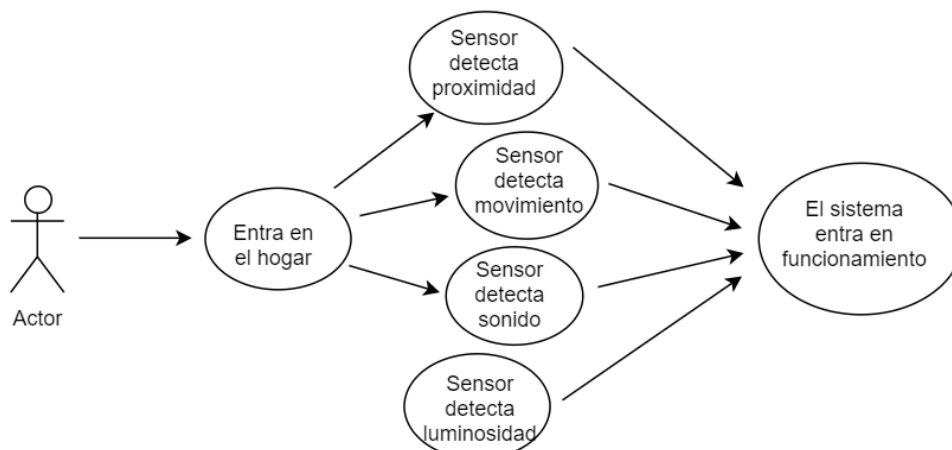 Actor
Entra en
el hogar
Sensor
detecta
proximidad
Sensor
detecta
movimiento
Sensor
detecta
sonido
Sensor
detecta
luminosidad
El sistema
entra en
funcionamiento